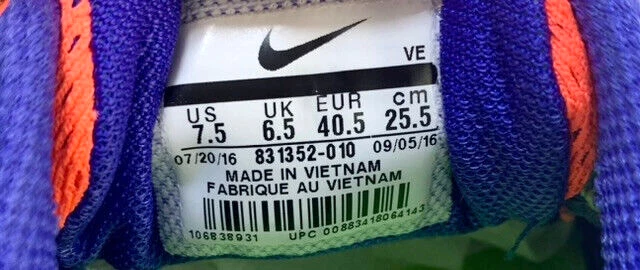 VE
US UK EUR cm
7.5 6.5 40.5 25.5
07/20/16 831352-010 09/05/16
MADE IN VIETNAM
FABRIQUE AU VIETNAM
106838931 UPC 00883418064143